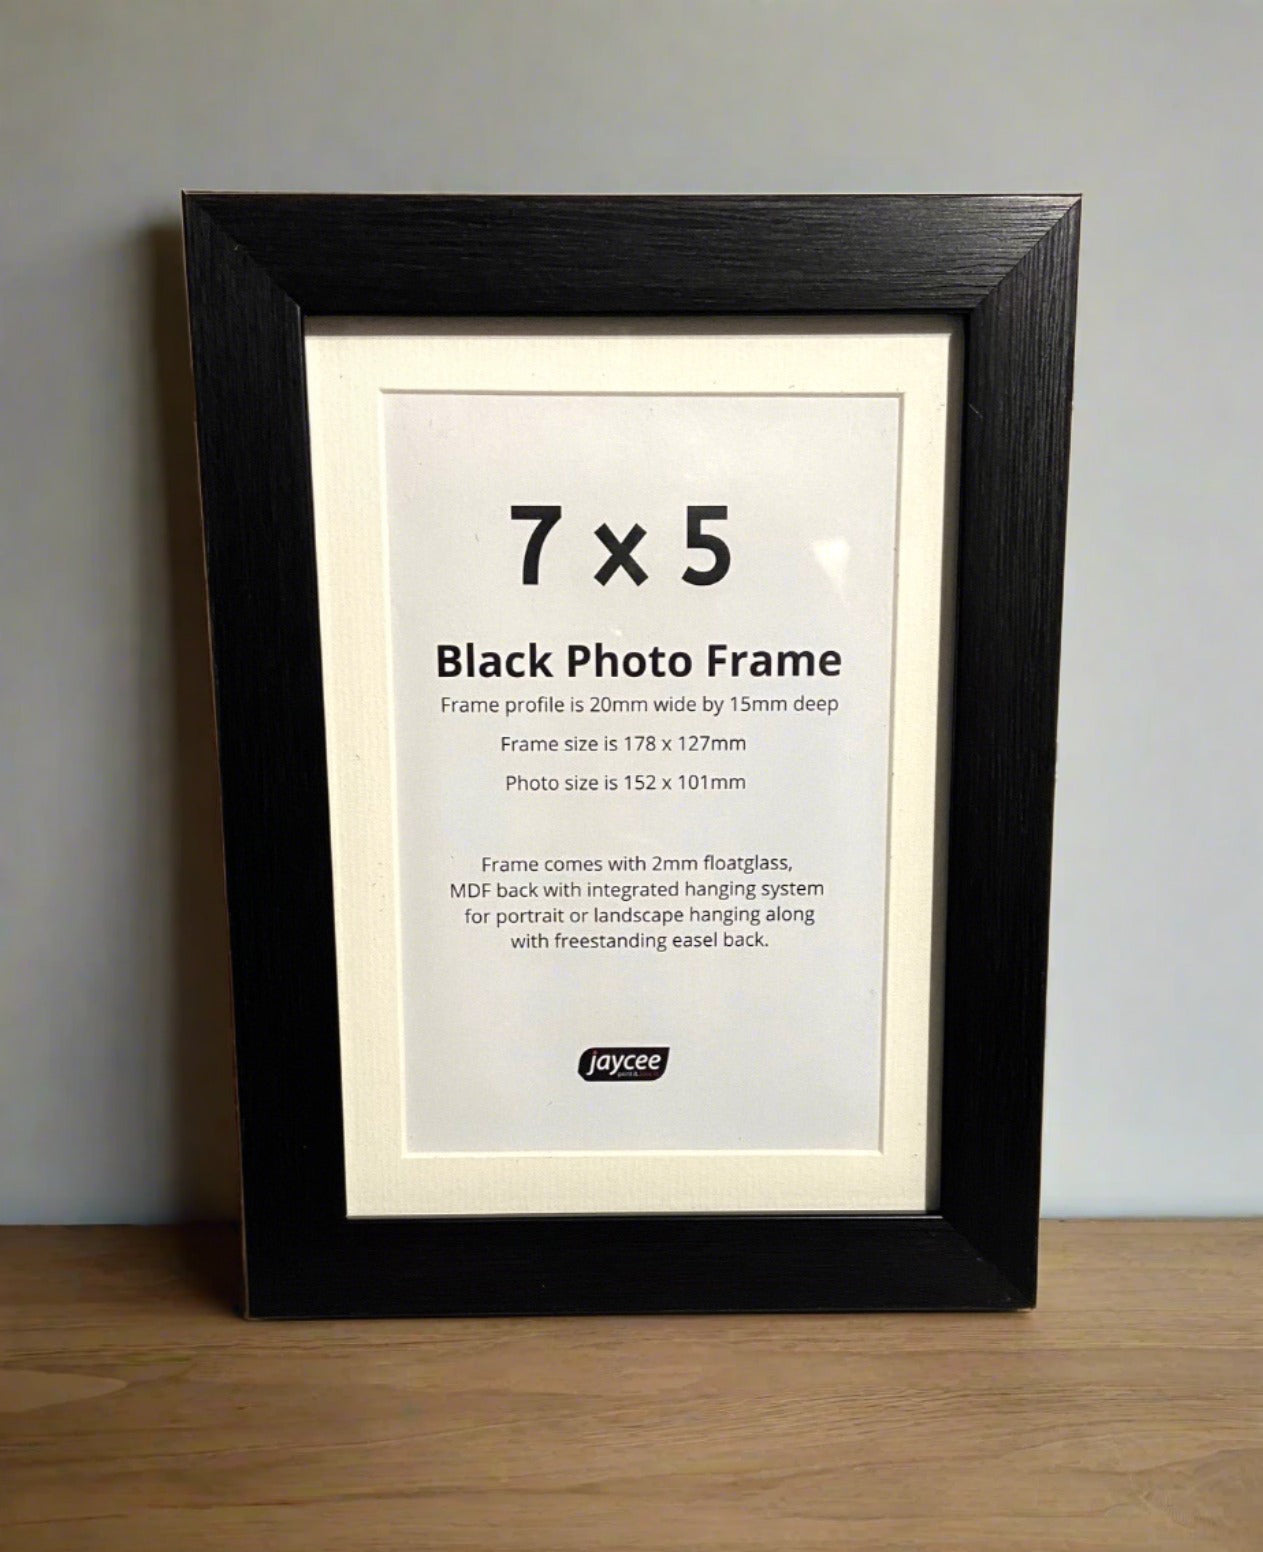 7 x 5
Black Photo Frame
Frame profile is 20mm wide by 15mm deep
Frame size is 178 x 127mm
Photo size is 152 x 101mm
Frame comes with 2mm floatglass,
MDF back with integrated hanging system
for portrait or landscape hanging along
with freestanding easel back.
jaycee